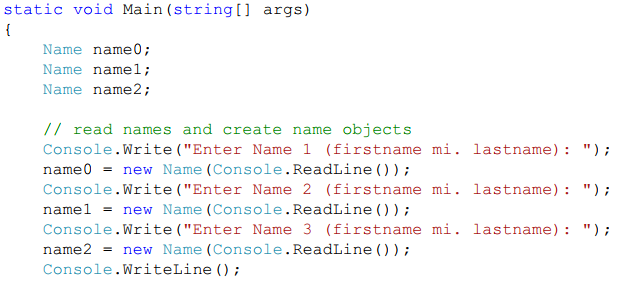 static void Main(string[] args)
{
    Name name0;
    Name name1;
    Name name2;

    // read names and create name objects
    Console.Write("Enter Name 1 (firstname mi. lastname): ");
    name0 = new Name(Console.ReadLine());
    Console.Write("Enter Name 2 (firstname mi. lastname): ");
    name1 = new Name(Console.ReadLine());
    Console.Write("Enter Name 3 (firstname mi. lastname): ");
    name2 = new Name(Console.ReadLine());
    Console.WriteLine();